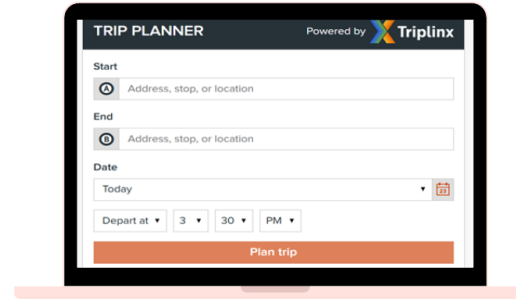 TRIP PLANNER Powered by Triplinx
Start
A Address, stop, or location
End
B Address, stop, or location
Date
Today 23
Depart at 3 30 PM
Plan trip